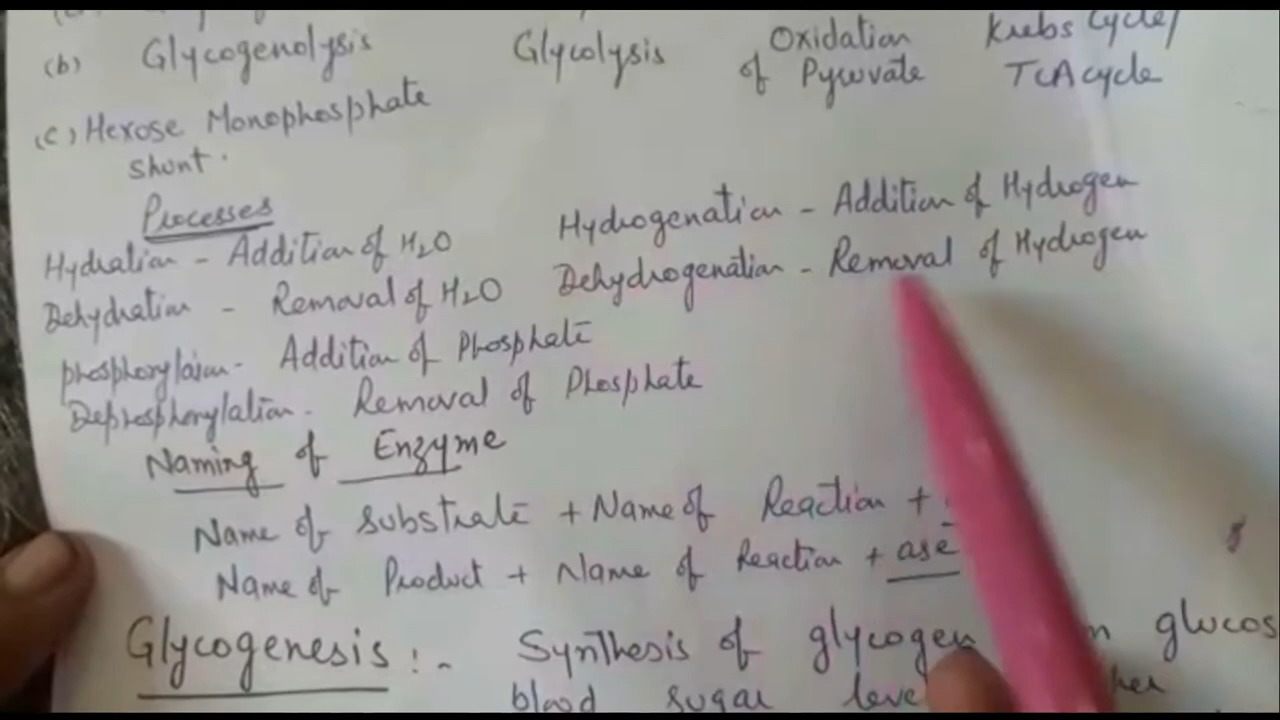 (b) Glycogenolysis Glycolysis Oxidation of Pyruvate Krebs Cycle/ TCA cycle
(C) Hexose Monophosphate
Shunt.
Processes
Hydration - Addition of H2O
Dehydration - Removal of H2O
Hydrogenation - Addition of Hydrogen
Dehydrogenation - Removal of Hydrogen
phosphorylaion - Addition of Phosphate
Dephosphorylation - Removal of Phosphate
Naming of Enzyme
Name of Substrate + Name of Reaction +
Name of Product + Name of Reaction + ase
Glycogenesis :- Synthesis of glycogen glucos
blood sugar